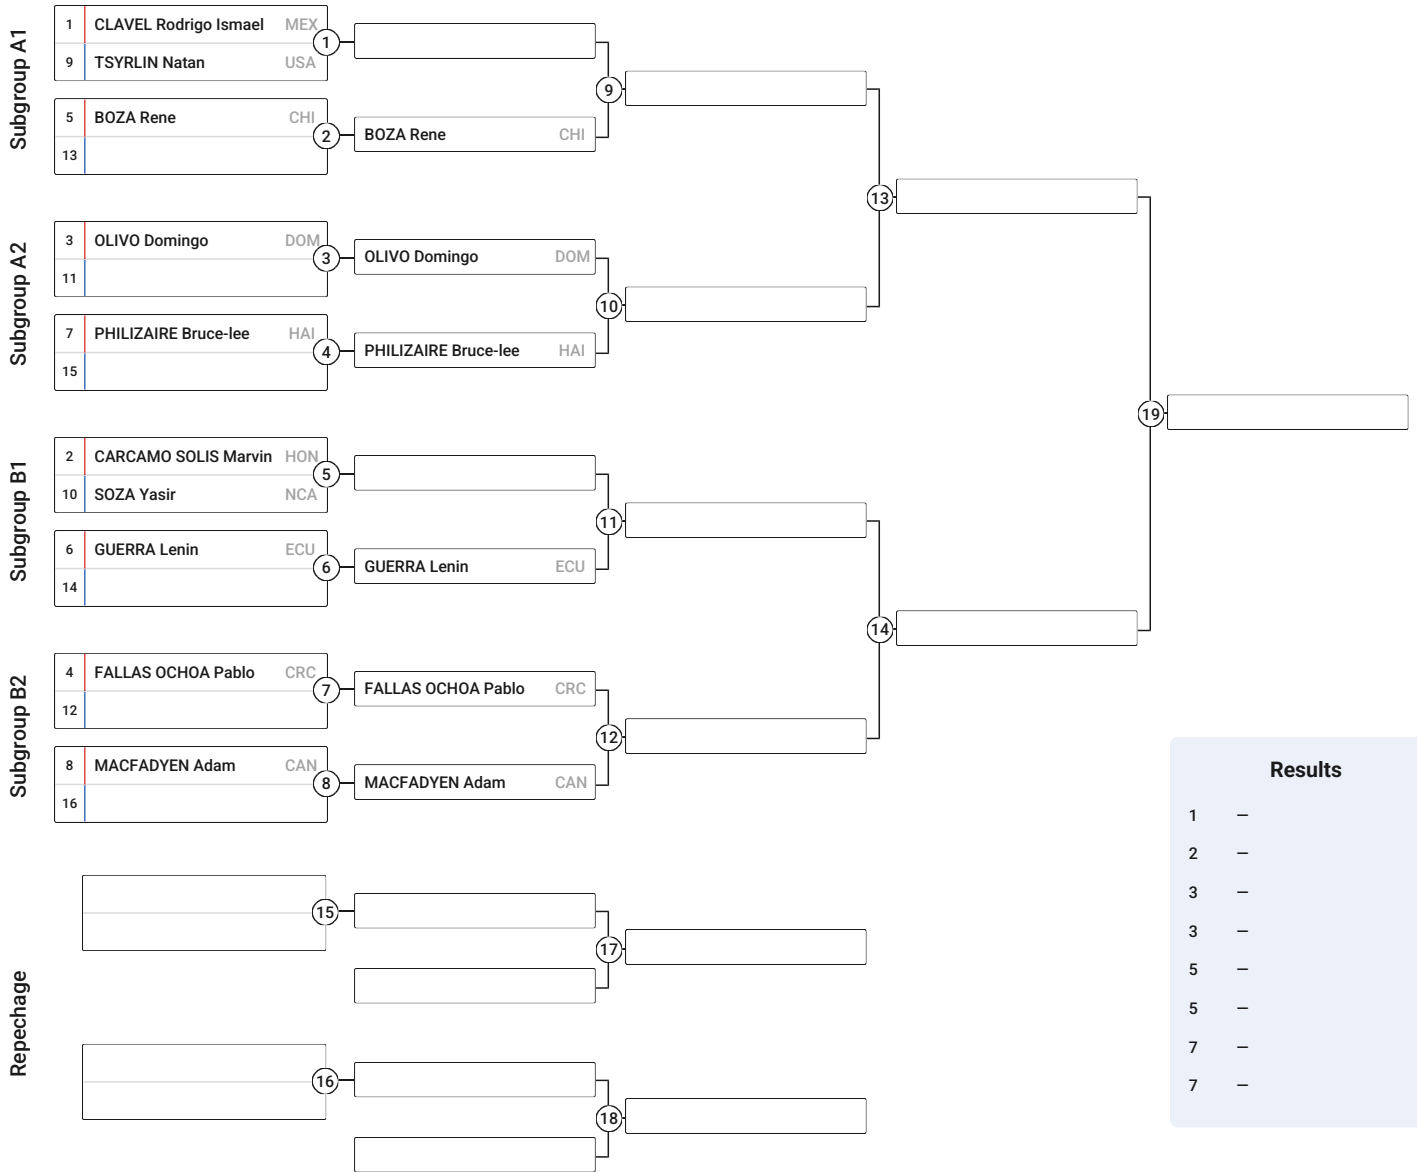 Subgroup A1
1 CLAVEL Rodrigo Ismael MEX
9 TSYRLIN Natan USA
1
5 BOZA Rene CHI
13
2
BOZA Rene CHI
9
Subgroup A2
3 OLIVO Domingo DOM
11
3
OLIVO Domingo DOM
7 PHILIZAIRE Bruce-lee HAI
15
4
PHILIZAIRE Bruce-lee HAI
10
13
Subgroup B1
2 CARCAMO SOLIS Marvin HON
10 SOZA Yasir NCA
5
6 GUERRA Lenin ECU
14
6
GUERRA Lenin ECU
11
Subgroup B2
4 FALLAS OCHOA Pablo CRC
12
7
FALLAS OCHOA Pablo CRC
8 MACFADYEN Adam CAN
16
8
MACFADYEN Adam CAN
12
14
19
Repechage
15
17
16
18
Results
1 –
2 –
3 –
3 –
5 –
5 –
7 –
7 –